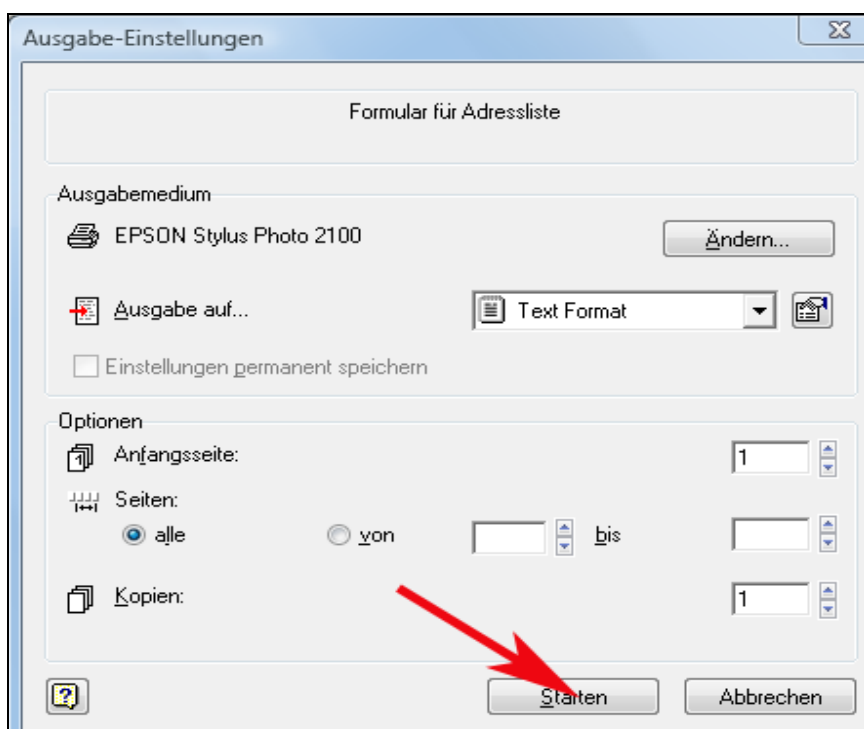 Ausgabe-Einstellungen
Formular für Adressliste
Ausgabemedium
EPSON Stylus Photo 2100 Ändern...
Ausgabe auf... Text Format
Einstellungen permanent speichern
Optionen
Anfangsseite: 1
Seiten:
alle von bis
Kopien: 1
Starten Abbrechen